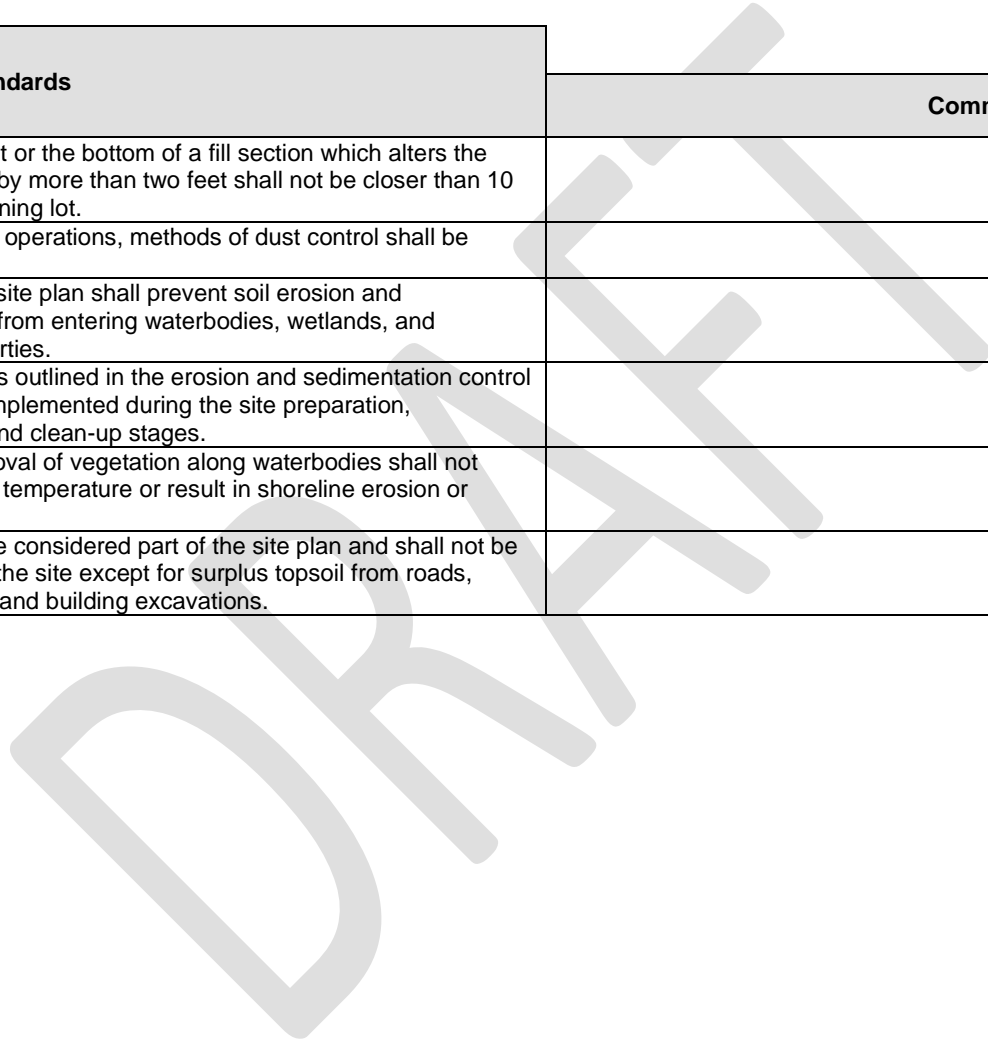 ndards
Comm
t or the bottom of a fill section which alters the
by more than two feet shall not be closer than 10
ning lot.
operations, methods of dust control shall be
site plan shall prevent soil erosion and
from entering waterbodies, wetlands, and
rties.
s outlined in the erosion and sedimentation control
mplemented during the site preparation,
nd clean-up stages.
oval of vegetation along waterbodies shall not
temperature or result in shoreline erosion or
e considered part of the site plan and shall not be
the site except for surplus topsoil from roads,
and building excavations.
DRAFT